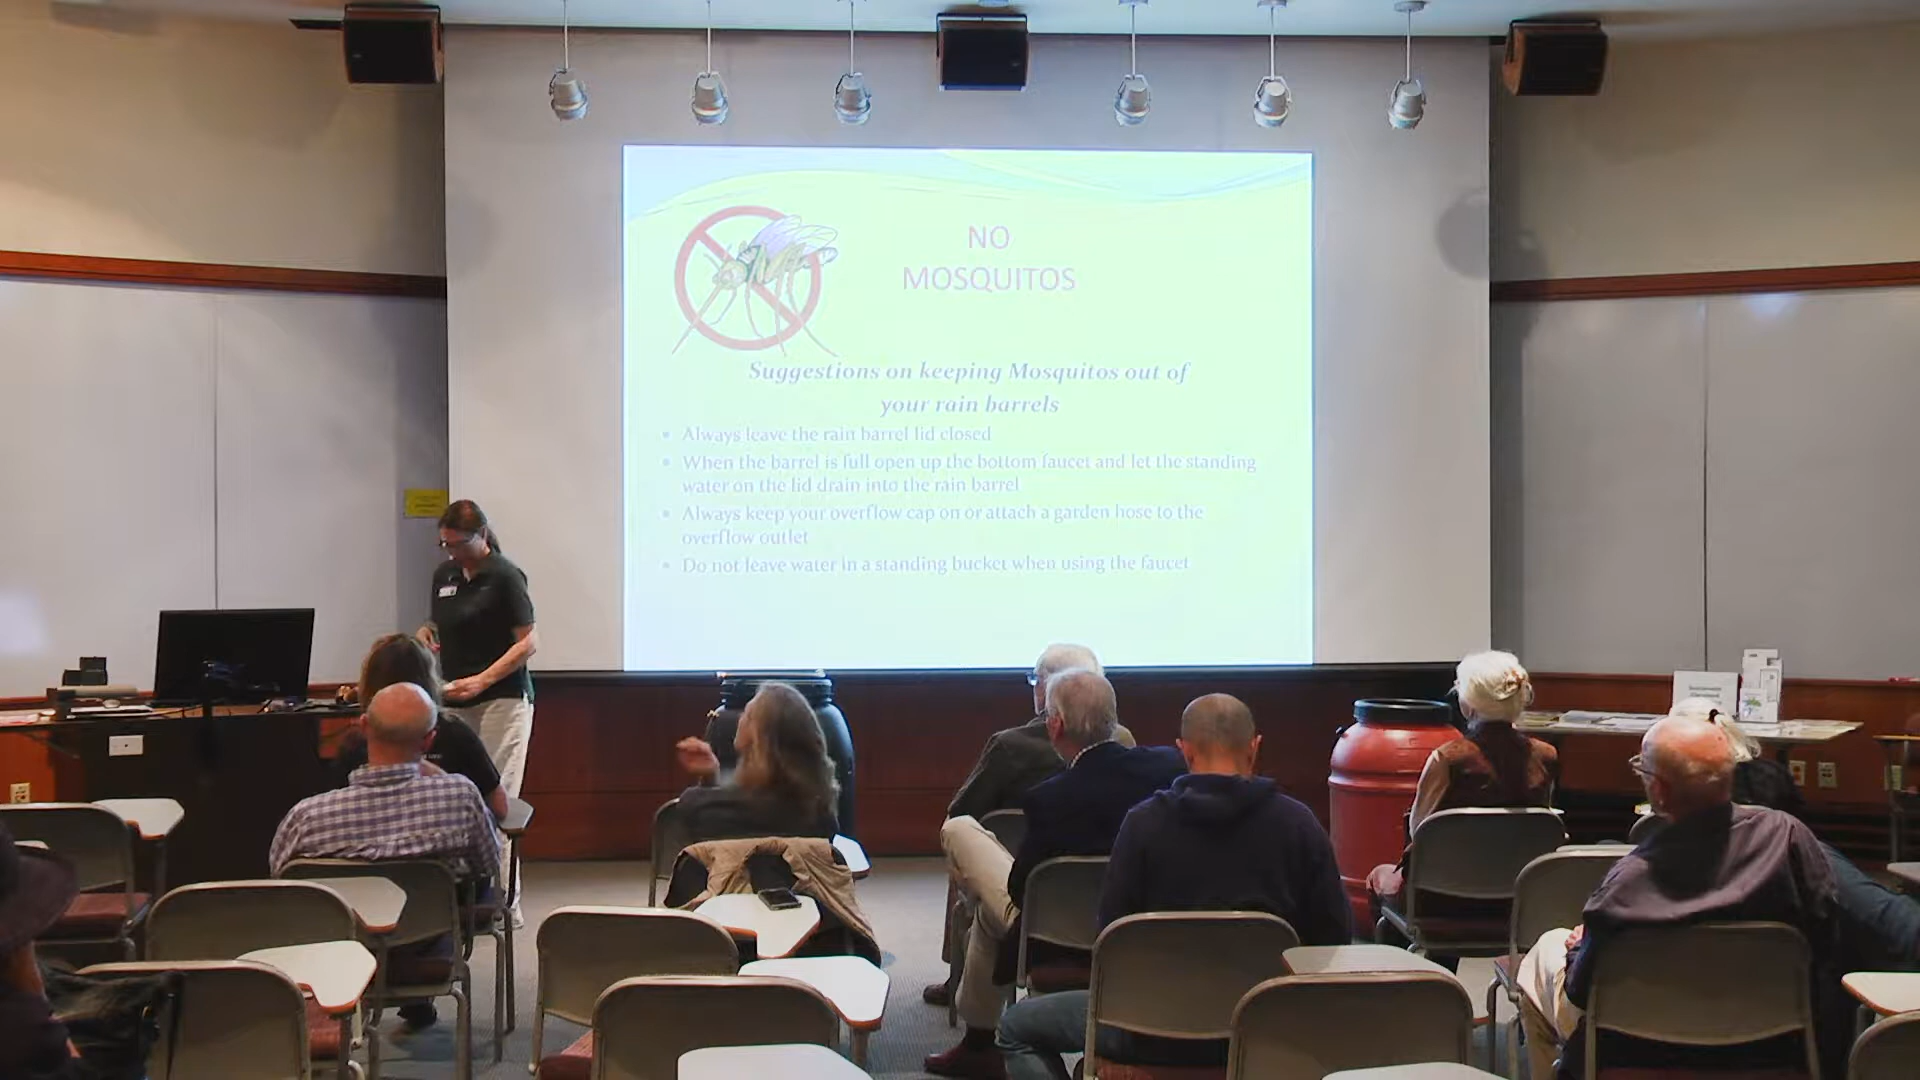 NO
MOSQUITOS
Suggestions on keeping Mosquitos out of
your rain barrels
• Always leave the rain barrel lid closed
• When the barrel is full open up the bottom faucet and let the standing
water on the lid drain into the rain barrel
• Always keep your overflow cap on or attach a garden hose to the
overflow outlet
• Do not leave water in a standing bucket when using the faucet